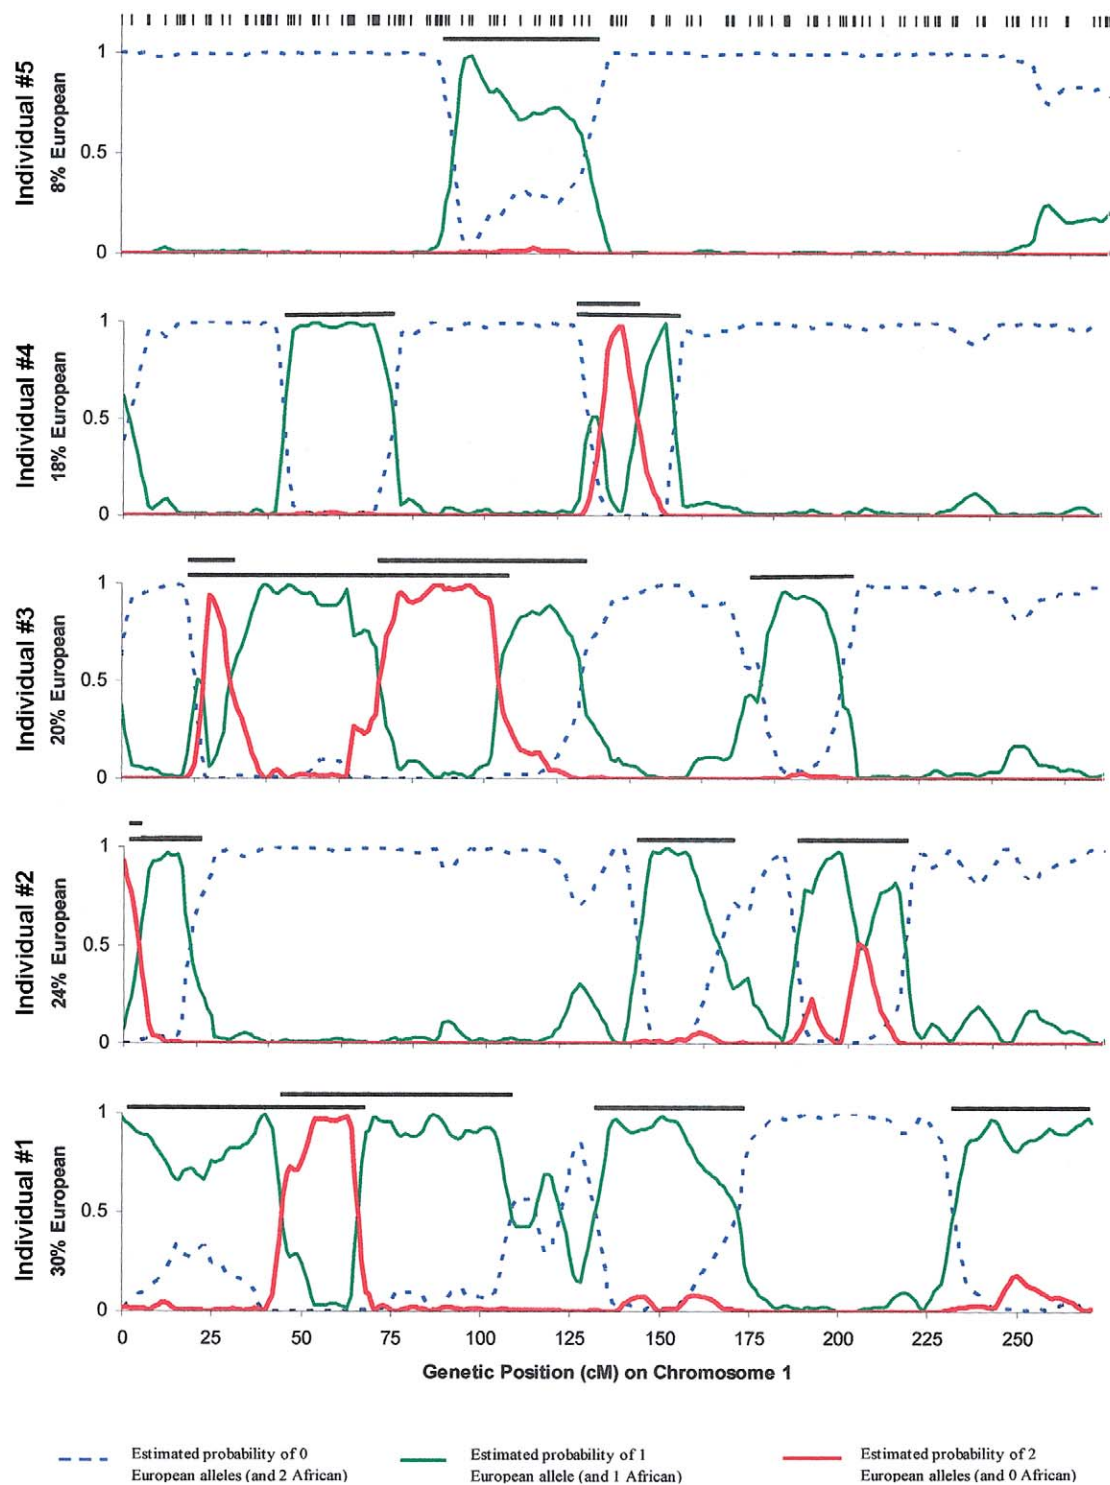 Individual #5
8% European
1
0.5
0
Individual #4
18% European
1
0.5
0
Individual #3
20% European
1
0.5
0
Individual #2
24% European
1
0.5
0
Individual #1
30% European
1
0.5
0
0 25 50 75 100 125 150 175 200 225 250
Genetic Position (cM) on Chromosome 1
Estimated probability of 0
European alleles (and 2 African)
Estimated probability of 1
European allele (and 1 African)
Estimated probability of 2
European alleles (and 0 African)